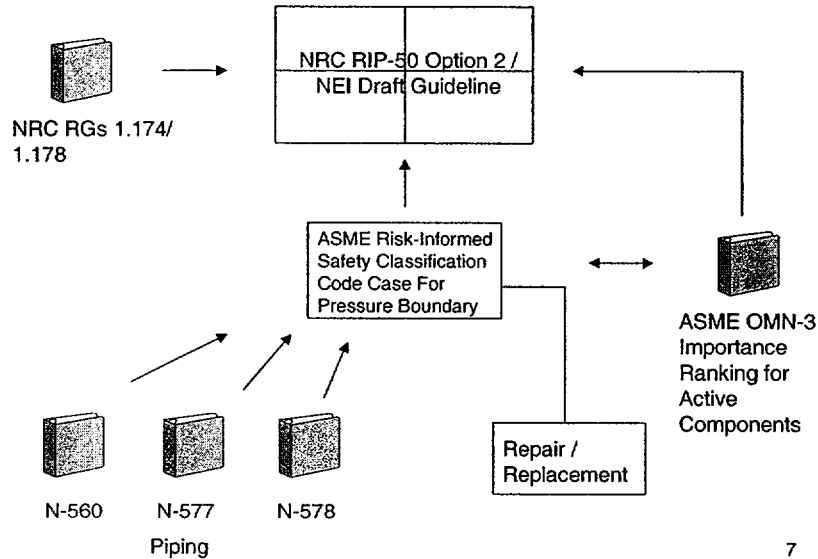 NRC RIP-50 Option 2 /
NEI Draft Guideline
NRC RGs 1.174/
1.178
ASME Risk-Informed
Safety Classification
Code Case For
Pressure Boundary
ASME OMN-3
Importance
Ranking for
Active
Components
Repair /
Replacement
N-560
N-577
N-578
Piping
7